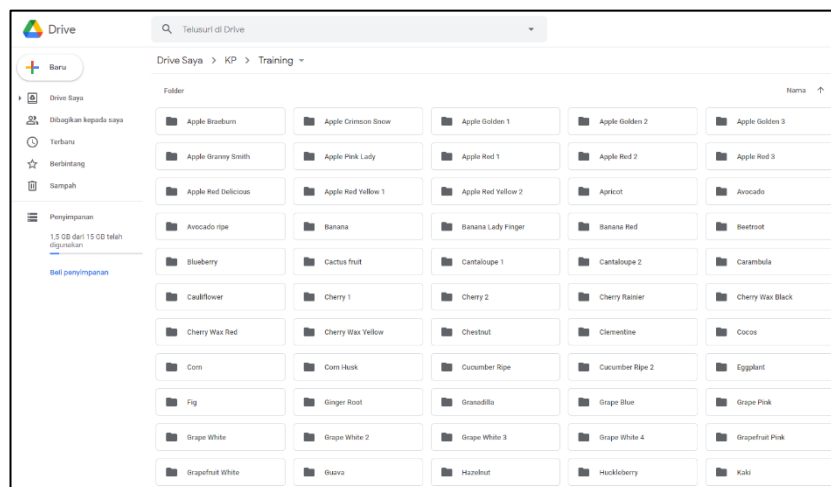 Drive
Telusuri di Drive
Baru
Drive Saya > KP > Training
Folder
Nama
Drive Saya
Dibagikan kepada saya
Terbaru
Berbintang
Sampah
Penyimpanan
1,5 GB dari 15 GB telah
digunakan
Beli penyimpanan
Apple Braeburn Apple Crimson Snow Apple Golden 1 Apple Golden 2 Apple Golden 3
Apple Granny Smith Apple Pink Lady Apple Red 1 Apple Red 2 Apple Red 3
Apple Red Delicious Apple Red Yellow 1 Apple Red Yellow 2 Apricot Avocado
Avocado ripe Banana Banana Lady Finger Banana Red Beetroot
Blueberry Cactus fruit Cantaloupe 1 Cantaloupe 2 Carambula
Cauliflower Cherry 1 Cherry 2 Cherry Rainier Cherry Wax Black
Cherry Wax Red Cherry Wax Yellow Chestnut Clementine Cocos
Corn Corn Husk Cucumber Ripe Cucumber Ripe 2 Eggplant
Fig Ginger Root Granadilla Grape Blue Grape Pink
Grape White Grape White 2 Grape White 3 Grape White 4 Grapefruit Pink
Grapefruit White Guava Hazelnut Huckleberry Kaki